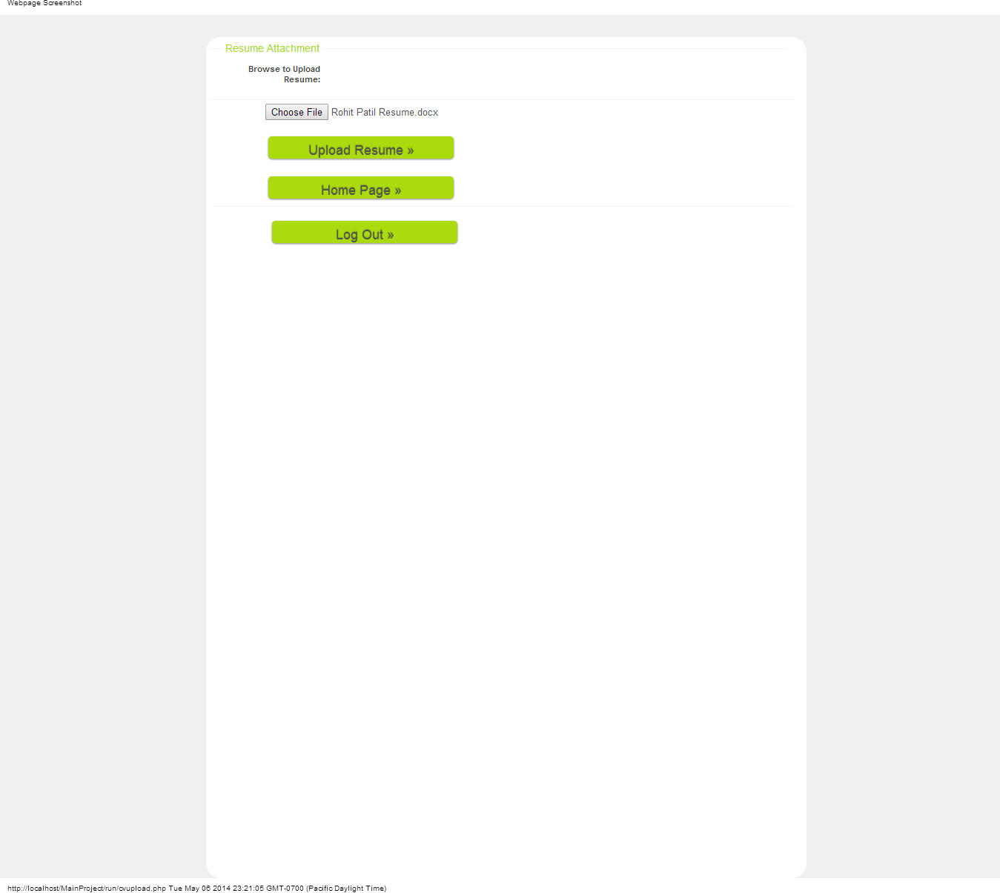 Webpage Screenshot
Resume Attachment
Browse to Upload
Resume:
Choose File Rohit Patil Resume.docx
Upload Resume »
Home Page »
Log Out »
http://localhost/MainProject/run/cvupload.php Tue May 06 2014 23:21:05 GMT-0700 (Pacific Daylight Time)